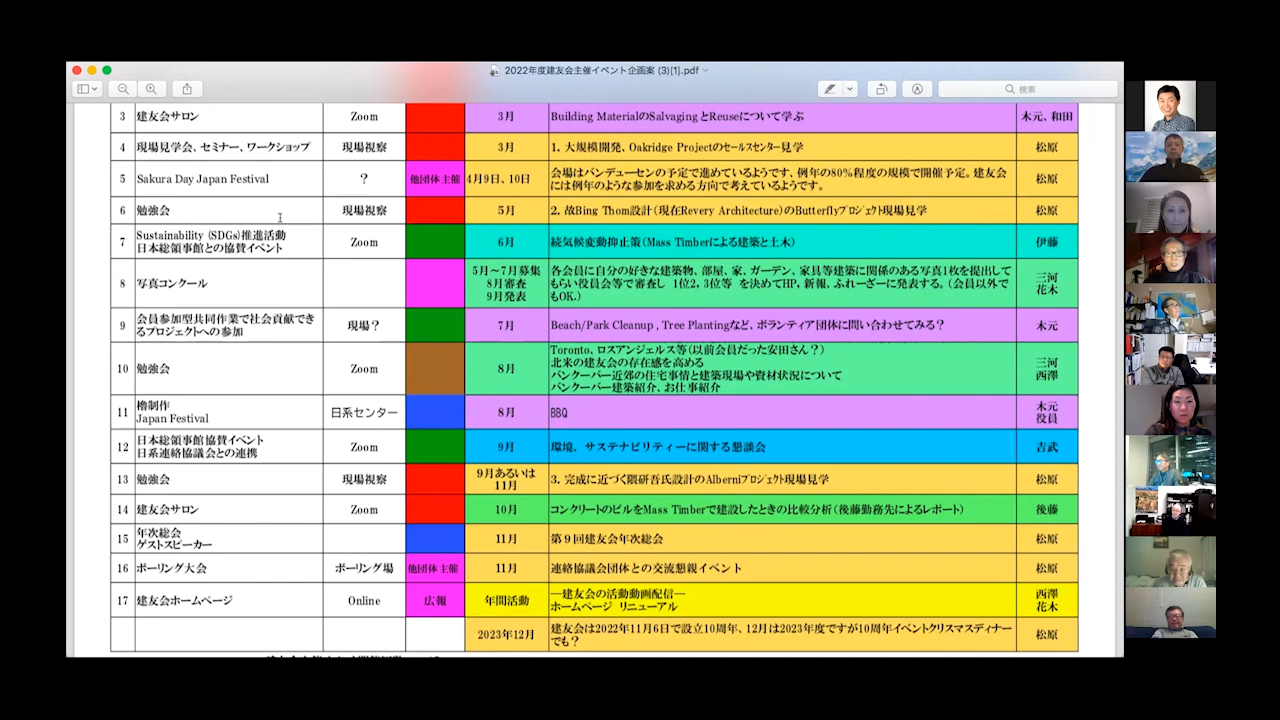 2022年度建友会主催イベント企画案 (3)[1].pdf
検索
3 建友会サロン Zoom 3月 Building MaterialのSalvagingとReuseについて学ぶ 木元、和田
4 現場見学会、セミナー、ワークショップ 現場視察 3月 1. 大規模開発、Oakridge Projectのセールスセンター見学 松原
5 Sakura Day Japan Festival ? 他団体主催 4月9日、10日 会場はバンデューセンの予定で進めているようです、例年の80%程度の規模で開催予定。建友会
には例年のような参加を求める方向で考えているようです。 松原
6 勉強会 現場視察 5月 2. 故Bing Thom設計(現在Revery Architecture)のButterflyプロジェクト現場見学 松原
7 Sustainability (SDGs)推進活動
日本総領事館との協賛イベント Zoom 6月 続気候変動抑止策(Mass Timberによる建築と土木) 伊藤
8 写真コンクール 5月～7月募集
8月審査
9月発表 各会員に自分の好きな建築物、部屋、家、ガーデン、家具等建築に関係のある写真1枚を提出して
もらい役員会等で審査し 1位2,3位等 を決めてHP,新報、ふれーざーに発表する。(会員以外で
もOK.) 三河
花木
9 会員参加型共同作業で社会貢献でき
るプロジェクトへの参加 現場？ 7月 Beach/Park Cleanup , Tree Plantingなど、ボランティア団体に問い合わせてみる？ 木元
10 勉強会 Zoom 8月 Toronto、ロスアンジェルス等(以前会員だった安田さん？)
北米の建友会の存在感を高める
バンクーバー近郊の住宅事情と建築現場や資材状況について
バンクーバー建築紹介、お仕事紹介 三河
西澤
11 櫓制作
Japan Festival 日系センター 8月 BBQ 木元
役員
12 日本総領事館協賛イベント
日系連絡協議会との連携 Zoom 9月 環境、サステナビリティーに関する懇談会 吉武
13 勉強会 現場視察 9月あるいは
11月 3. 完成に近づく隈研吾氏設計のAlberniプロジェクト現場見学 松原
14 建友会サロン Zoom 10月 コンクリートのビルをMass Timberで建設したときの比較分析(後藤勤務先によるレポート) 後藤
15 年次総会
ゲストスピーカー 11月 第９回建友会年次総会 松原
16 ボーリング大会 ボーリング場 他団体主催 11月 連絡協議会団体との交流懇親イベント 松原
17 建友会ホームページ Online 広報 年間活動 ―建友会の活動動画配信―
ホームページ リニューアル 西澤
花木
2023年12月 建友会は2022年11月6日で設立10周年、12月は2023年度ですが10周年イベントクリスマスディナー
でも？ 松原